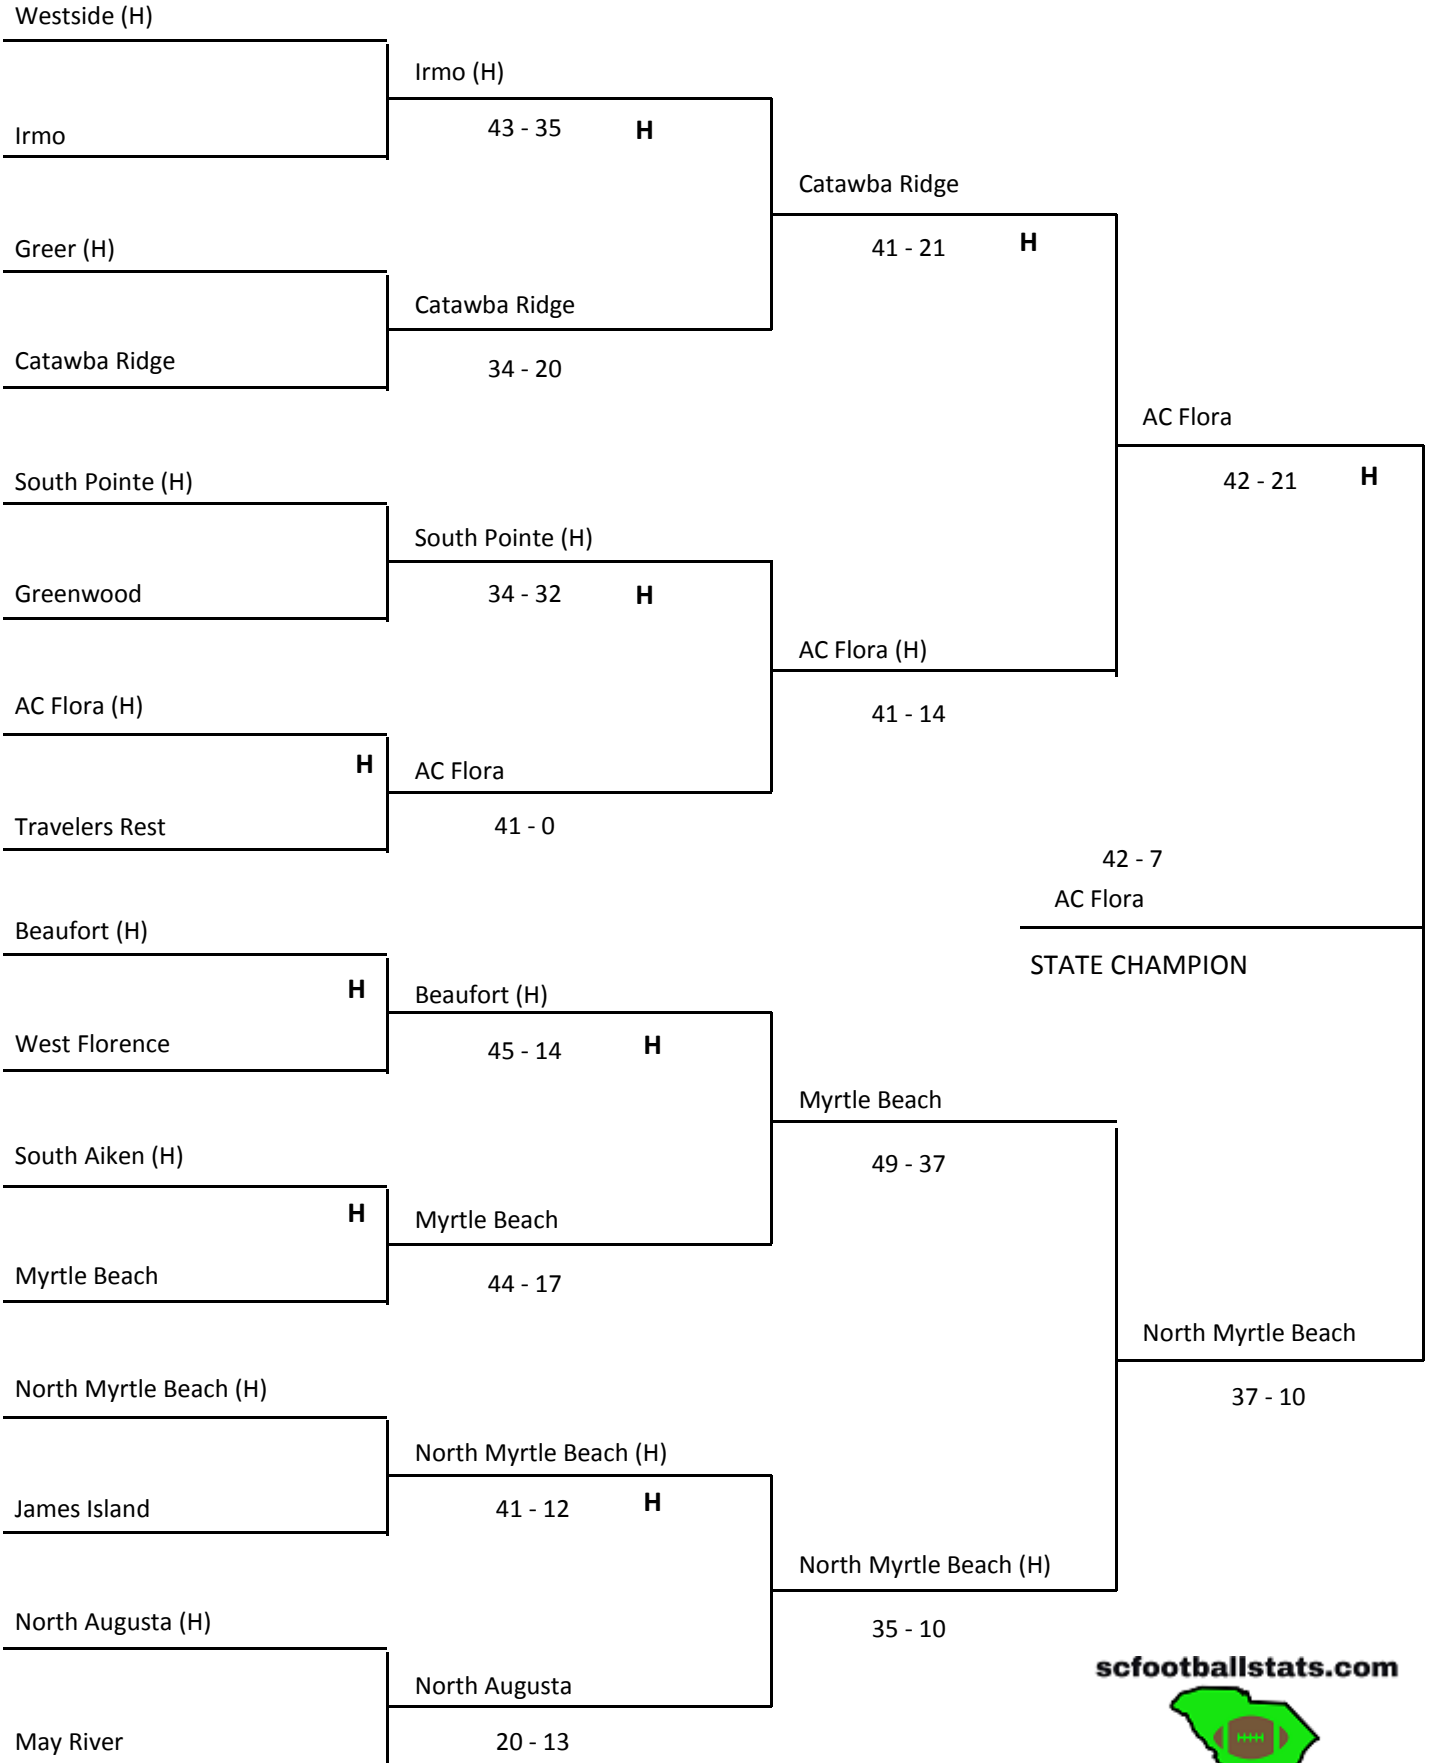 Westside (H)
Irmo (H)
43 - 35 H
Irmo
Catawba Ridge
41 - 21 H
Greer (H)
Catawba Ridge
34 - 20
Catawba Ridge
AC Flora
42 - 21 H
South Pointe (H)
South Pointe (H)
34 - 32 H
Greenwood
AC Flora (H)
41 - 14
AC Flora (H)
H
AC Flora
41 - 0
Travelers Rest
42 - 7
AC Flora
STATE CHAMPION
Beaufort (H)
H
Beaufort (H)
45 - 14 H
West Florence
Myrtle Beach
49 - 37
South Aiken (H)
H
Myrtle Beach
44 - 17
Myrtle Beach
North Myrtle Beach
37 - 10
North Myrtle Beach (H)
North Myrtle Beach (H)
41 - 12 H
James Island
North Myrtle Beach (H)
35 - 10
North Augusta (H)
North Augusta
20 - 13
May River
scfootballstats.com